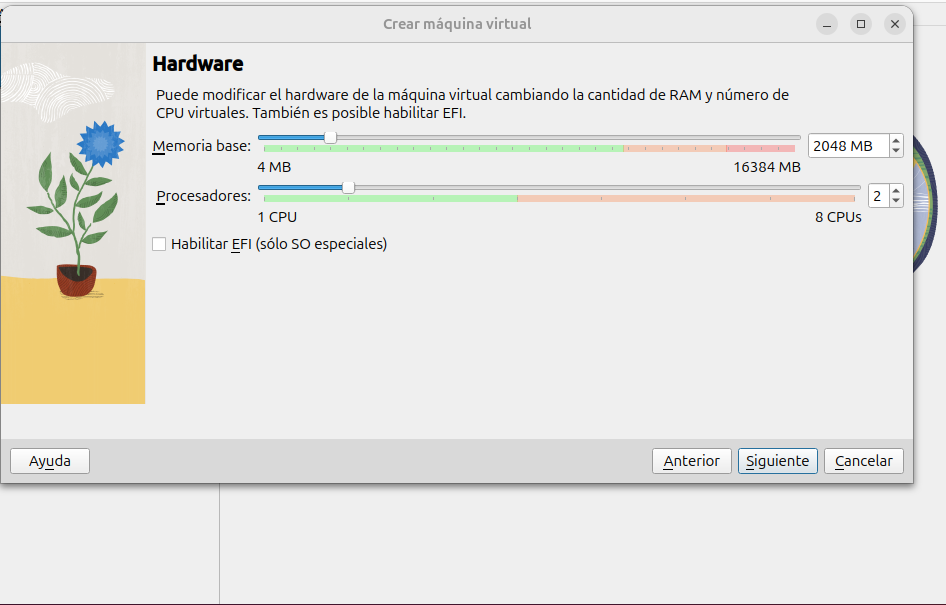 Crear máquina virtual
Hardware
Puede modificar el hardware de la máquina virtual cambiando la cantidad de RAM y número de
CPU virtuales. También es posible habilitar EFI.
Memoria base:
2048 MB
4 MB
16384 MB
Procesadores:
2
1 CPU
8 CPUs
Habilitar EFI (sólo SO especiales)
Ayuda
Anterior
Siguiente
Cancelar